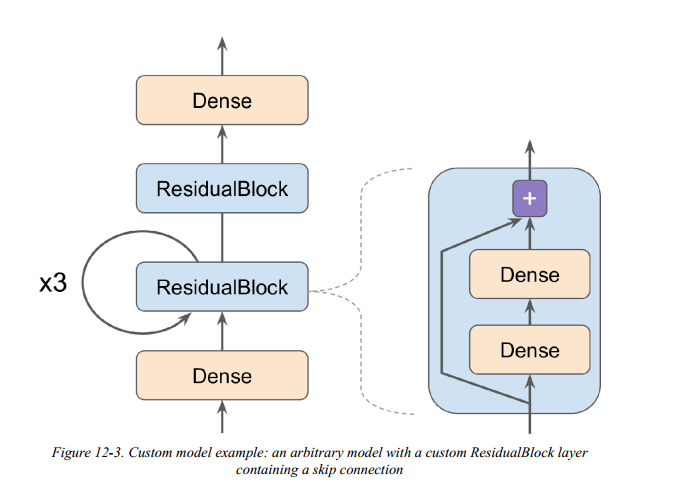 Dense
ResidualBlock
x3
ResidualBlock
Dense
+
Dense
Dense
Figure 12-3. Custom model example: an arbitrary model with a custom ResidualBlock layer
containing a skip connection